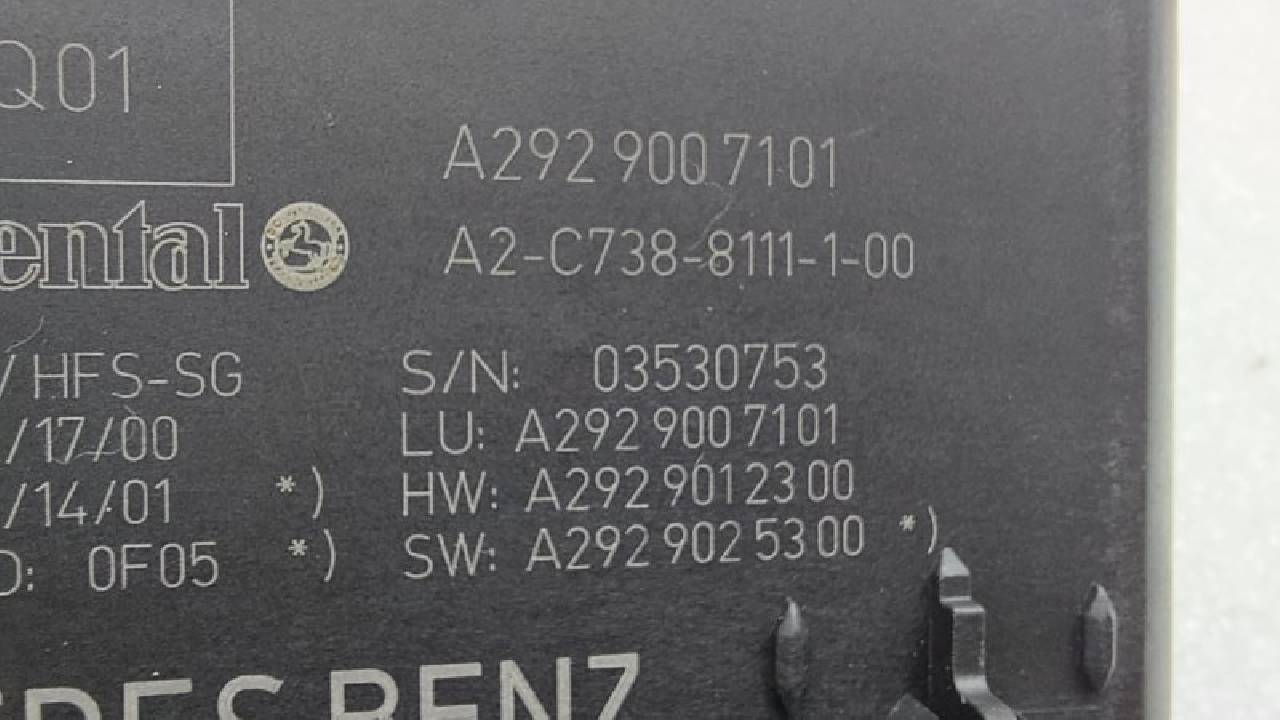 Q01
A292 900 7101
ental
A2-C738-8111-1-00
/HFS-SG S/N: 03530753
/17/00 LU: A292 900 7101
/14/01 *) HW: A292 901 23 00
D: 0F05 *) SW: A292 902 53 00 *)
EDES BENZ